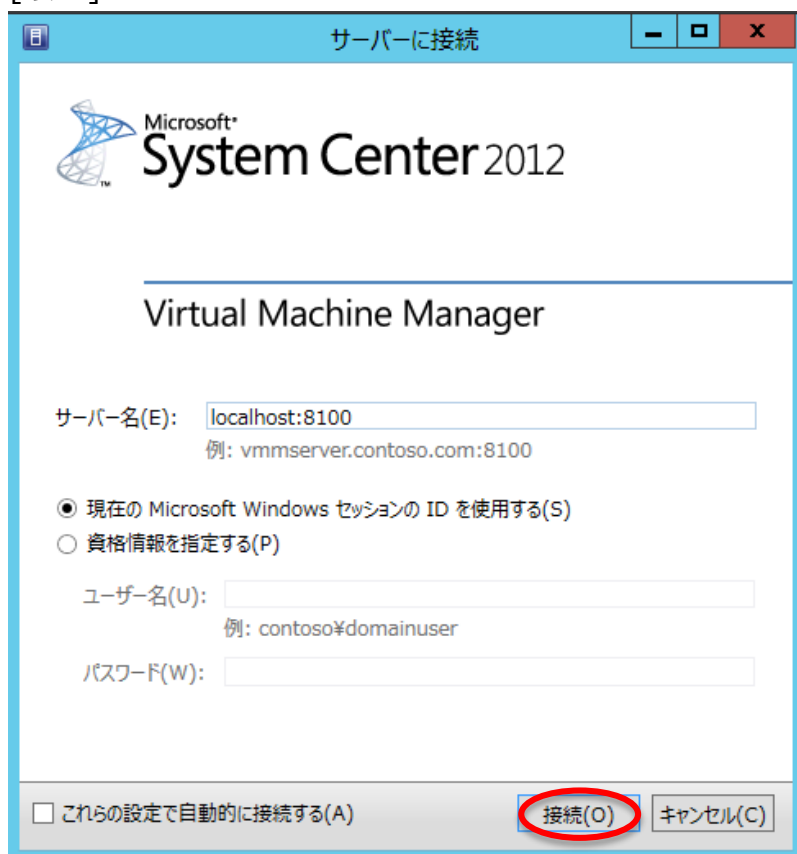 サーバーに接続
Microsoft
System Center 2012
TM
Virtual Machine Manager
サーバー名(E): localhost:8100
例: vmmserver.contoso.com:8100
現在の Microsoft Windows セッションの ID を使用する(S)
資格情報を指定する(P)
ユーザー名(U):
例: contoso¥domainuser
パスワード(W):
これらの設定で自動的に接続する(A) 接続(O) キャンセル(C)